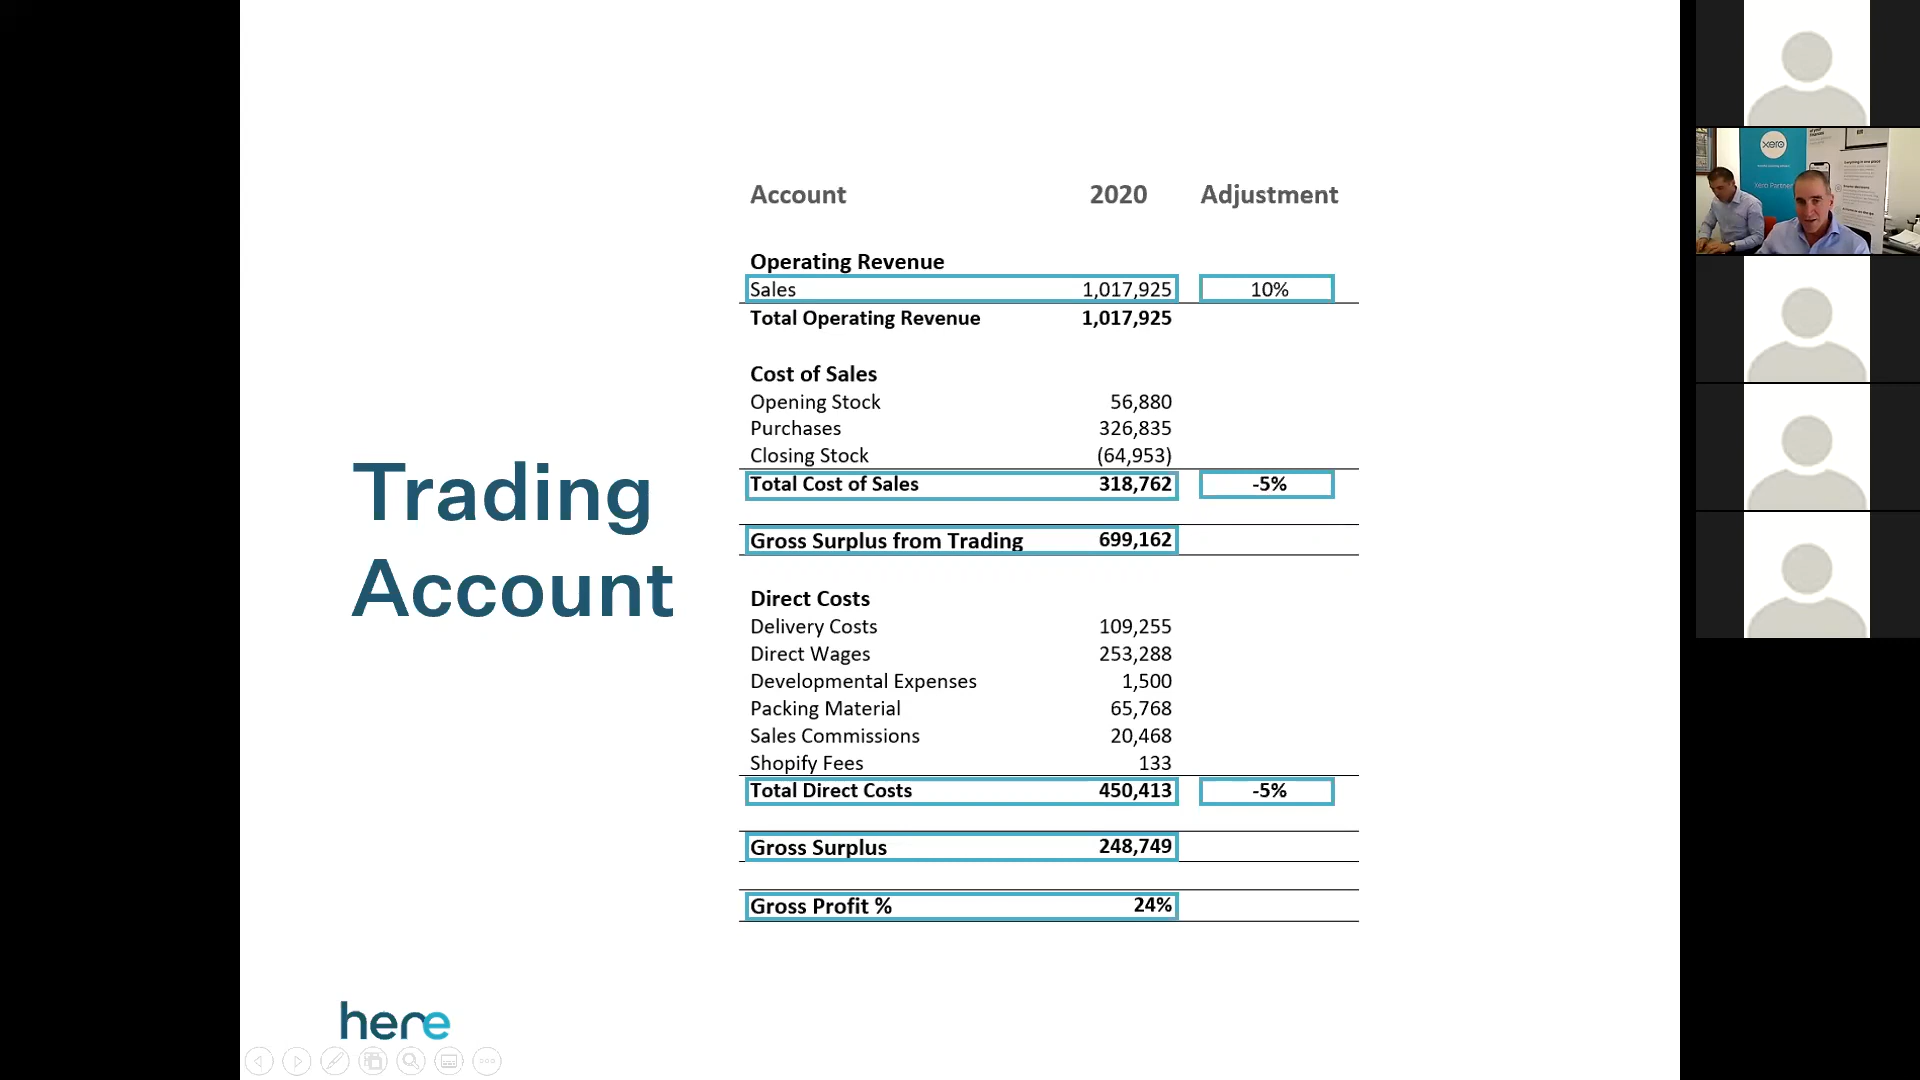 Account 2020 Adjustment
Operating Revenue
Sales 1,017,925 10%
Total Operating Revenue 1,017,925
Cost of Sales
Opening Stock 56,880
Purchases 326,835
Closing Stock (64,953)
Total Cost of Sales 318,762 -5%
Gross Surplus from Trading 699,162
Trading
Account
Direct Costs
Delivery Costs 109,255
Direct Wages 253,288
Developmental Expenses 1,500
Packing Material 65,768
Sales Commissions 20,468
Shopify Fees 133
Total Direct Costs 450,413 -5%
Gross Surplus 248,749
Gross Profit % 24%
here
xero
Xero Partner